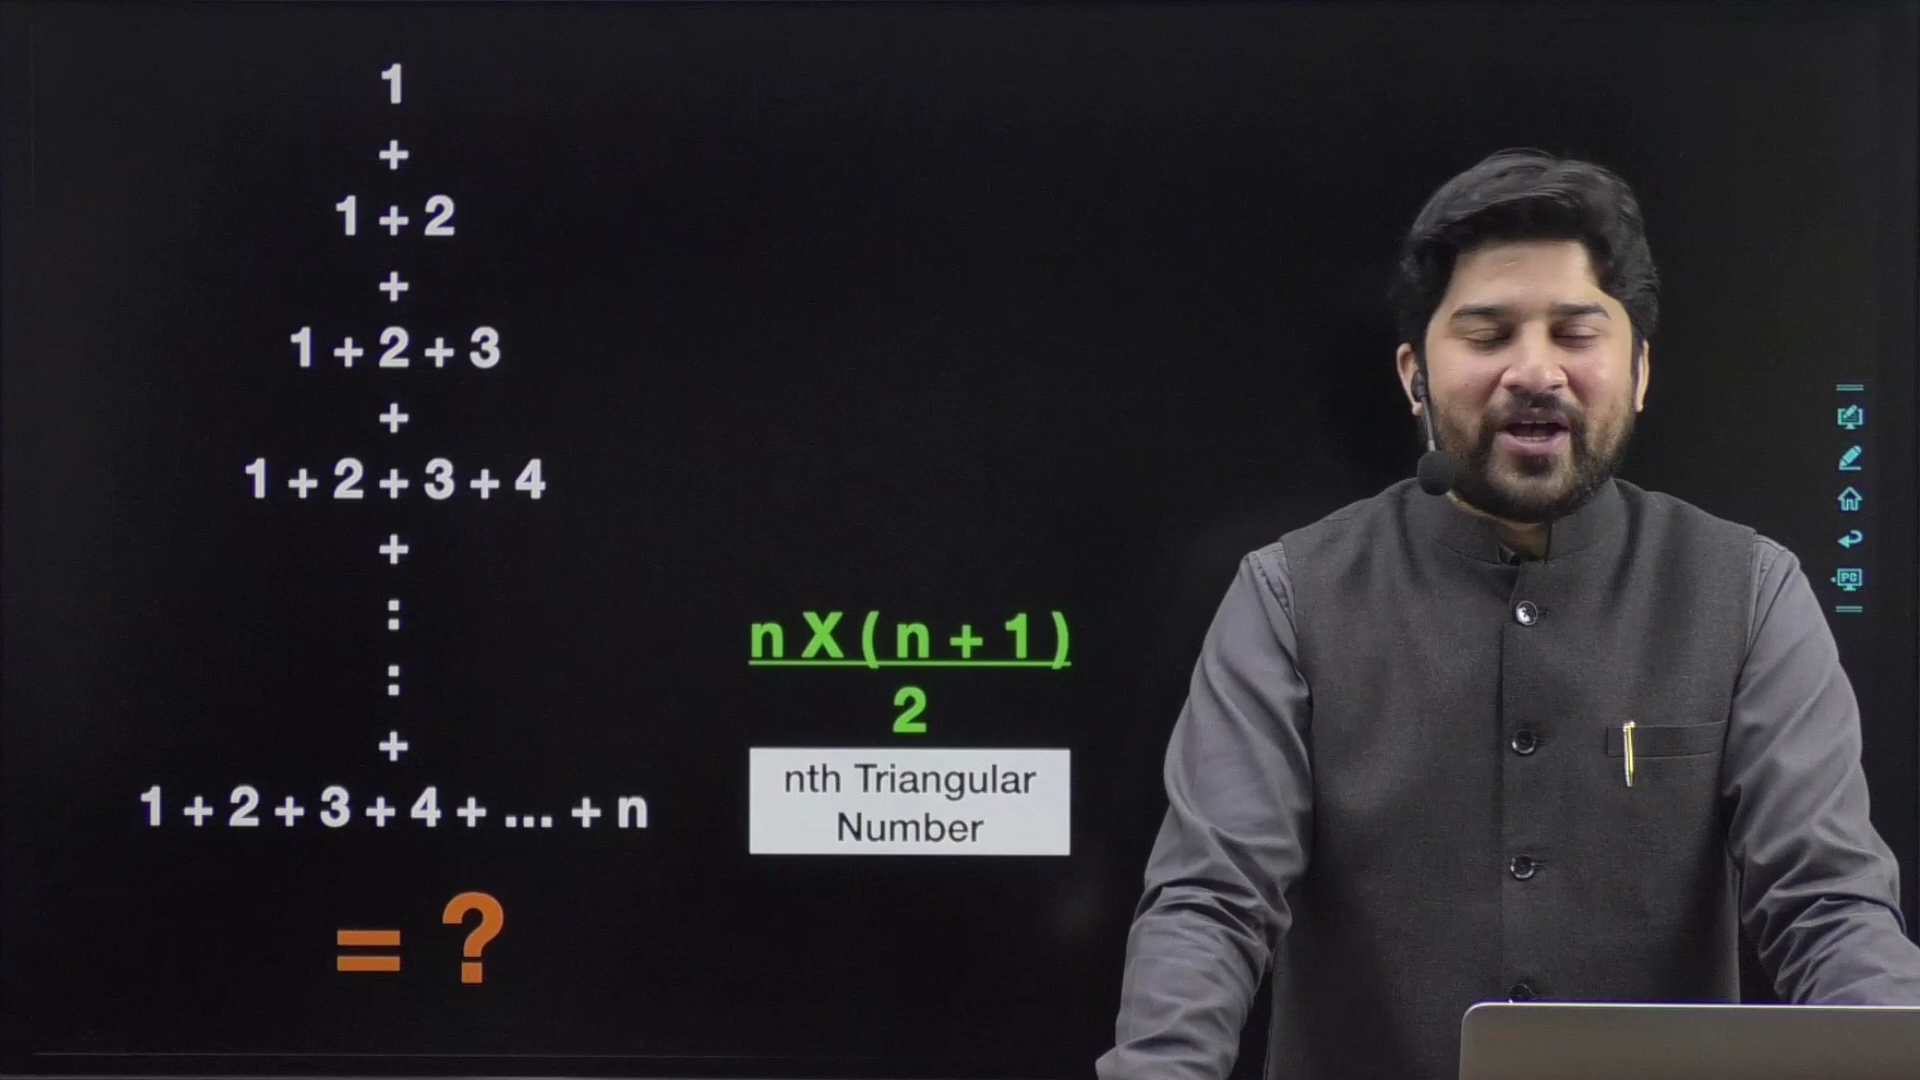 1
+
1 + 2
+
1 + 2 + 3
+
1 + 2 + 3 + 4
+
:
:
+
1 + 2 + 3 + 4 + ... + n
= ?
n X ( n + 1 )
2
nth Triangular
Number
PC